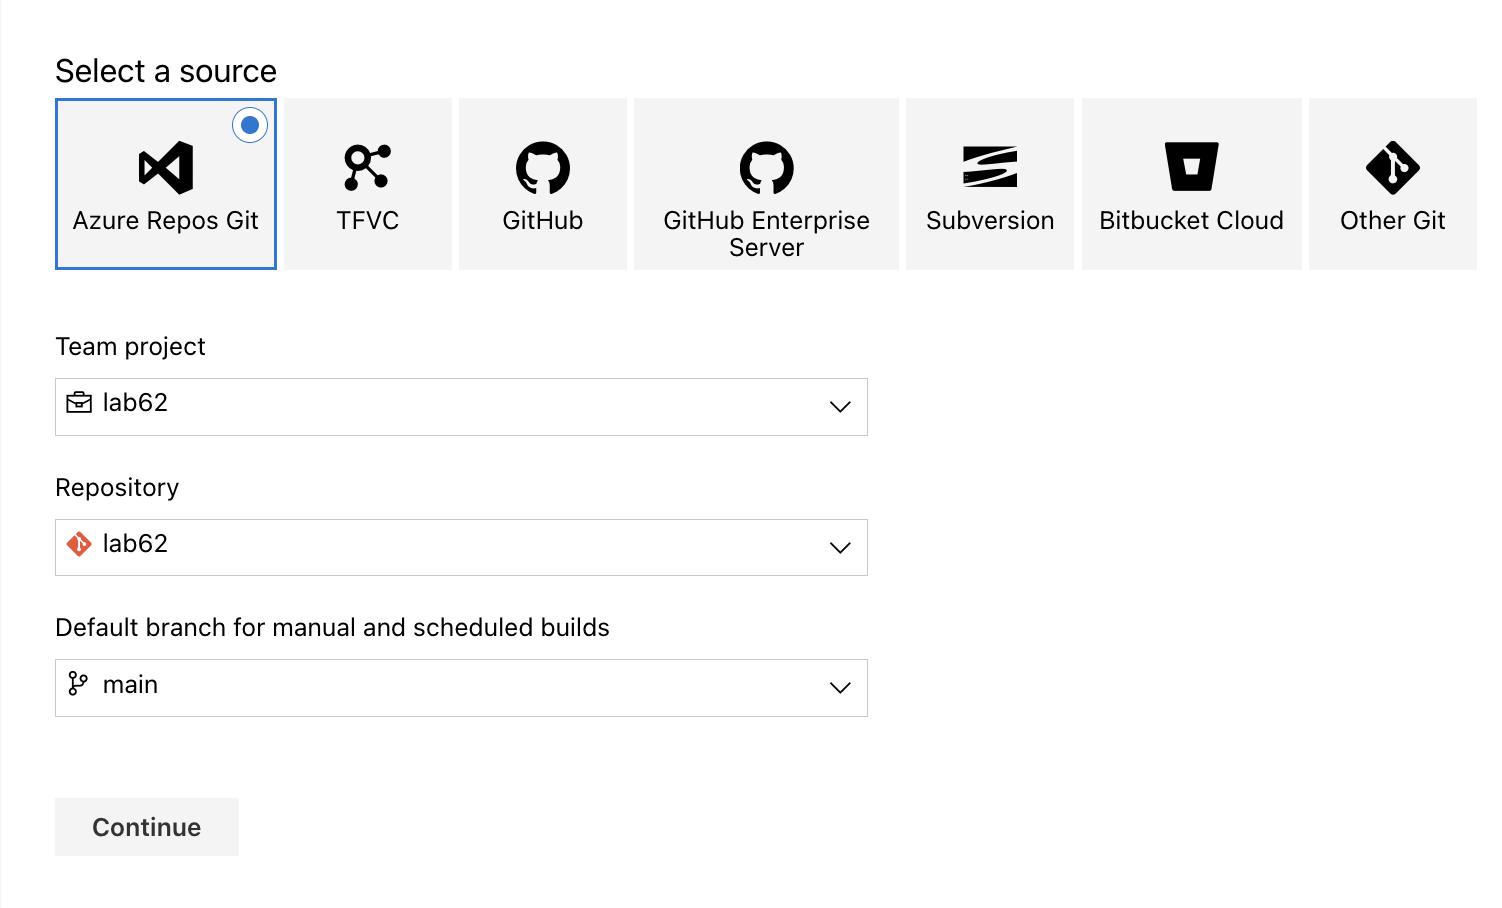 Select a source
Azure Repos Git
TFVC
GitHub
GitHub Enterprise
Server
Subversion
Bitbucket Cloud
Other Git
Team project
lab62
Repository
lab62
Default branch for manual and scheduled builds
main
Continue